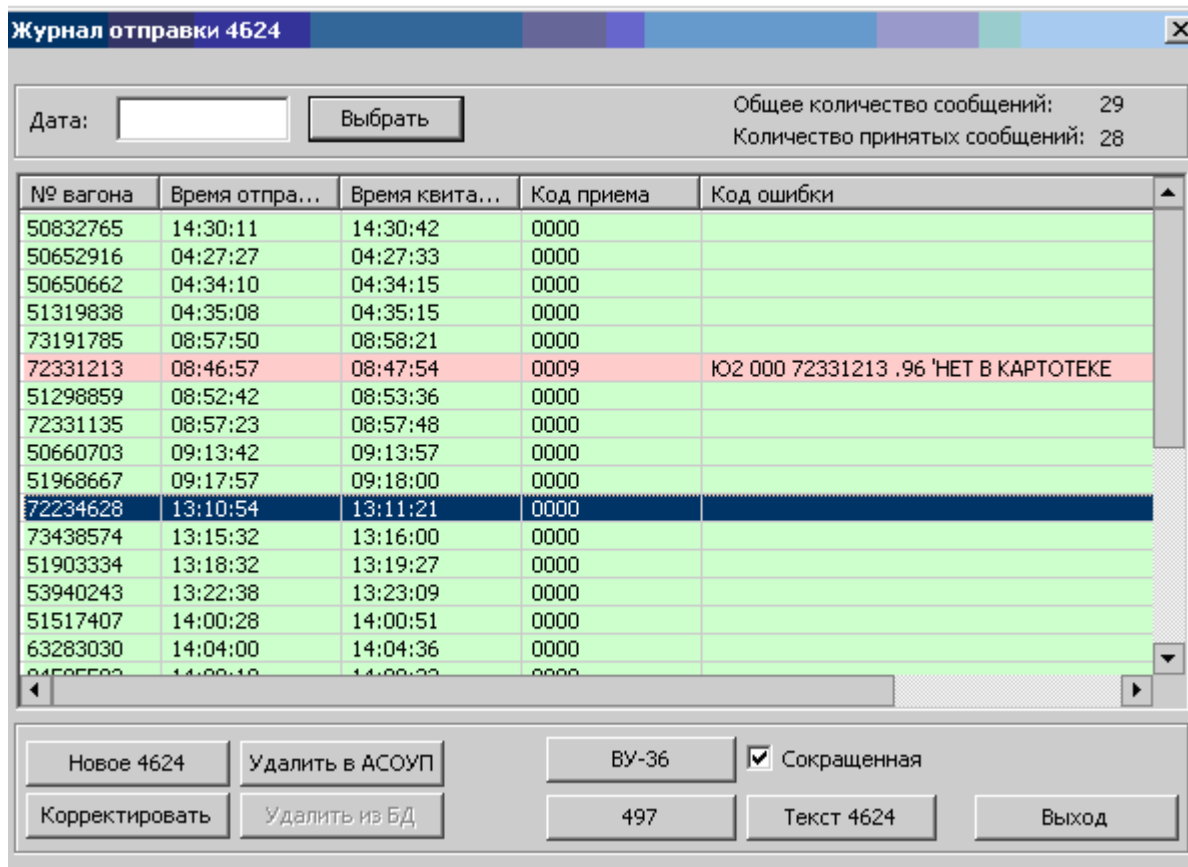 Журнал отправки 4624
Дата: Выбрать Общее количество сообщений: 29
Количество принятых сообщений: 28
№ вагона Время отпра... Время квита... Код приема Код ошибки
50832765 14:30:11 14:30:42 0000
50652916 04:27:27 04:27:33 0000
50650662 04:34:10 04:34:15 0000
51319838 04:35:08 04:35:15 0000
73191785 08:57:50 08:58:21 0000
72331213 08:46:57 08:47:54 0009 Ю2 000 72331213 .96 'НЕТ В КАРТОТЕКЕ
51298859 08:52:42 08:53:36 0000
72331135 08:57:23 08:57:48 0000
50660703 09:13:42 09:13:57 0000
51968667 09:17:57 09:18:00 0000
72234628 13:10:54 13:11:21 0000
73438574 13:15:32 13:16:00 0000
51903334 13:18:32 13:19:27 0000
53940243 13:22:38 13:23:09 0000
51517407 14:00:28 14:00:51 0000
63283030 14:04:00 14:04:36 0000
Новое 4624 Удалить в АСОУП ВУ-36 Сокращенная
Корректировать Удалить из БД 497 Текст 4624 Выход